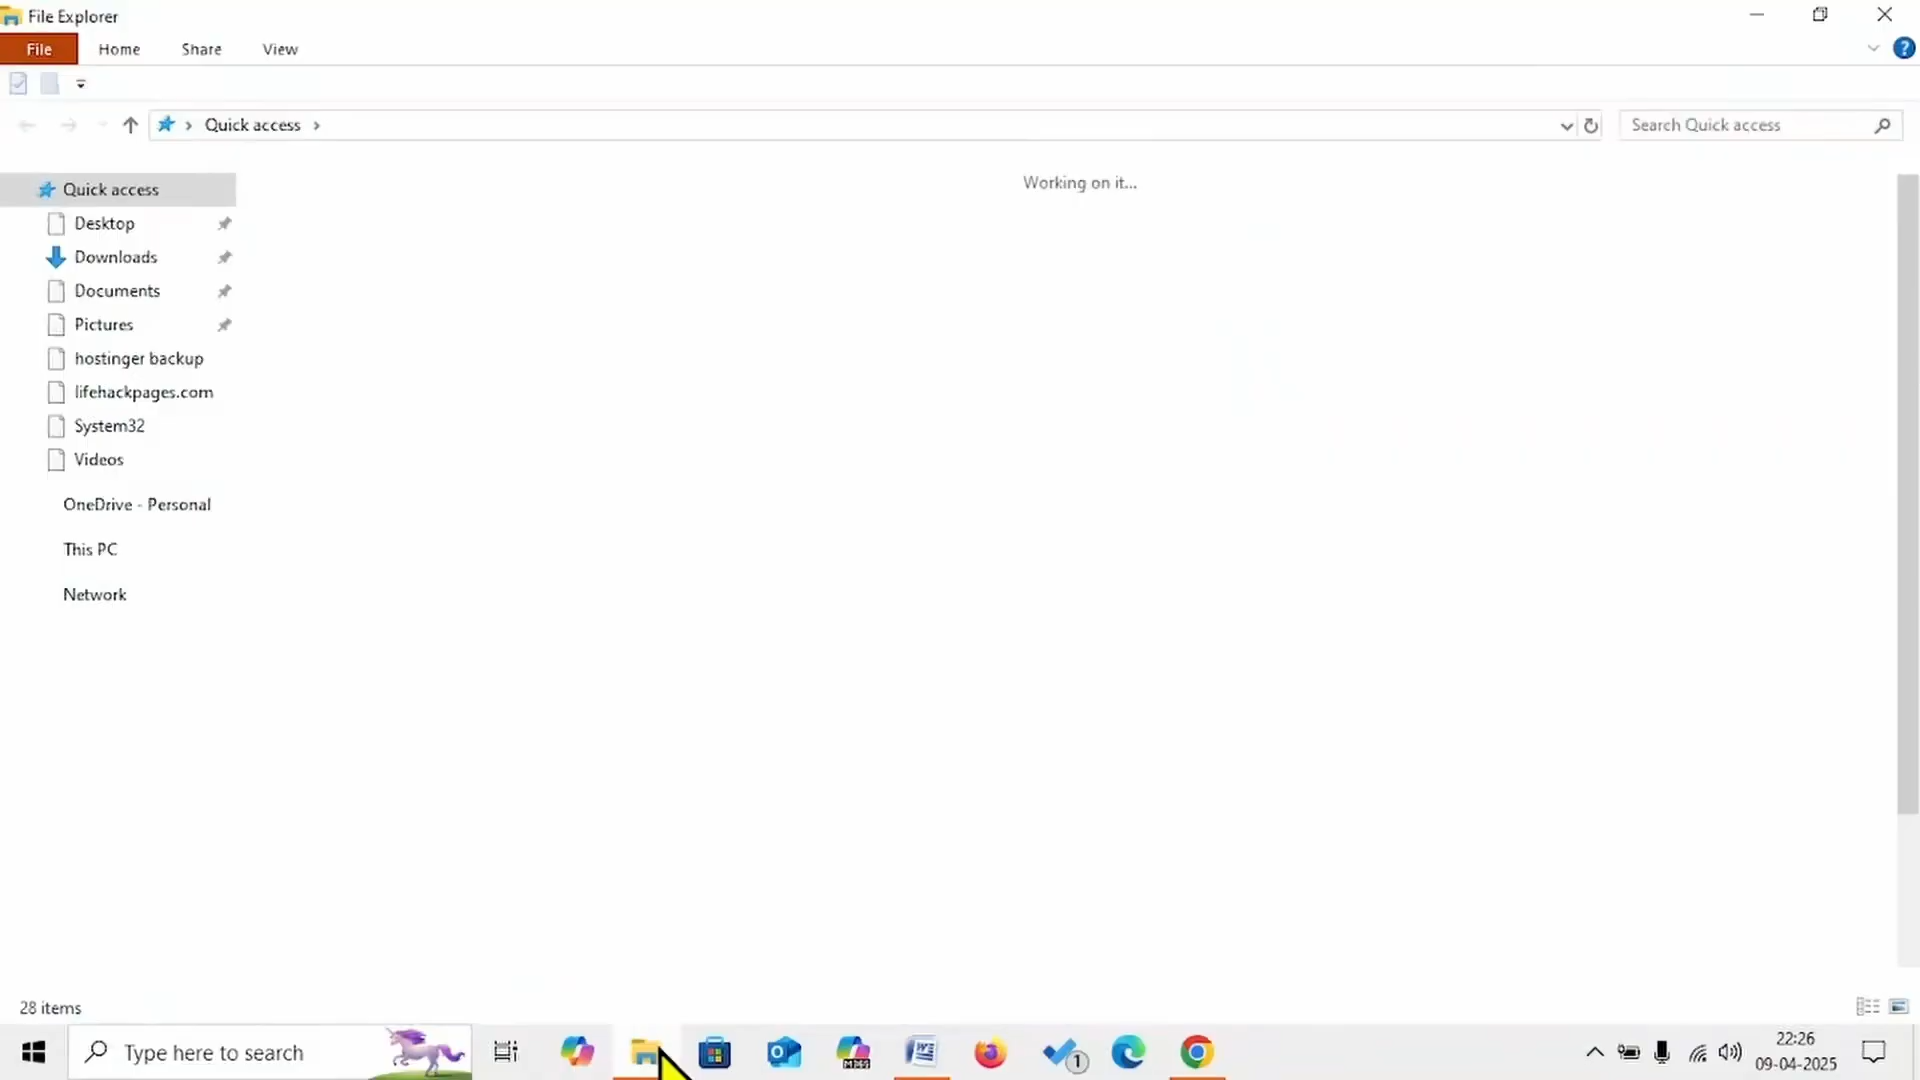 File Explorer
File Home Share View
Quick access
Search Quick access
Working on it...
Quick access
Desktop
Downloads
Documents
Pictures
hostinger backup
lifehackpages.com
System32
Videos
OneDrive - Personal
This PC
Network
28 items
Type here to search
M365
1
22:26
09-04-2025